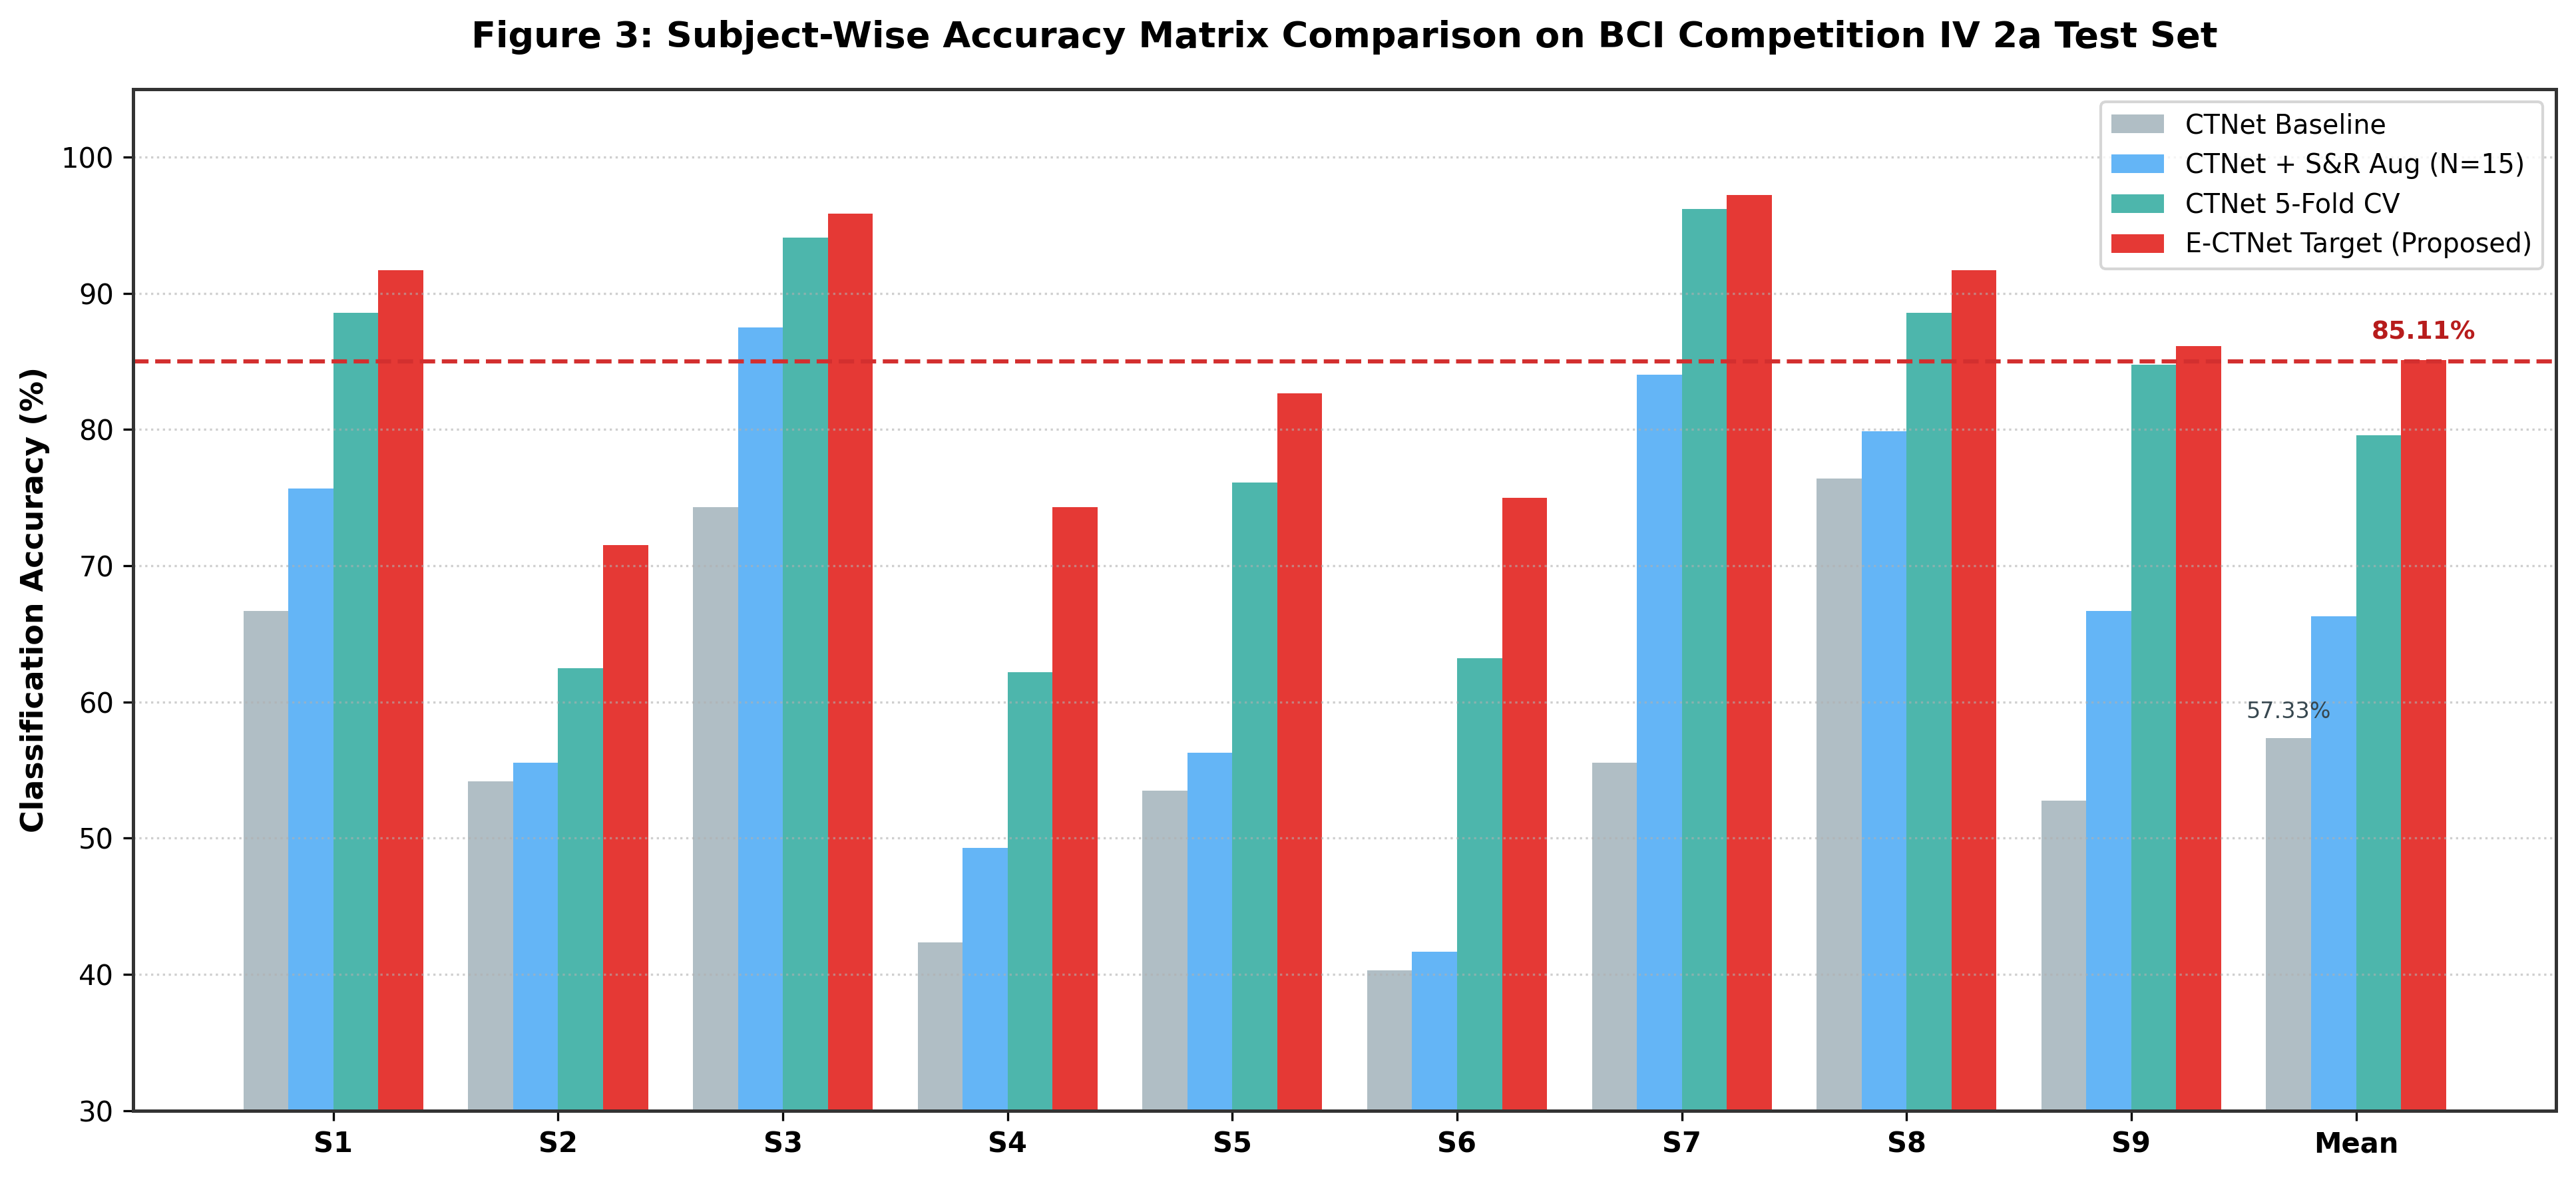 Figure 3: Subject-Wise Accuracy Matrix Comparison on BCI Competition IV 2a Test Set
CTNet Baseline
CTNet + S&R Aug (N=15)
CTNet 5-Fold CV
E-CTNet Target (Proposed)
Classification Accuracy (%)
100
90
80
70
60
50
40
30
85.11%
57.33%
S1 S2 S3 S4 S5 S6 S7 S8 S9 Mean